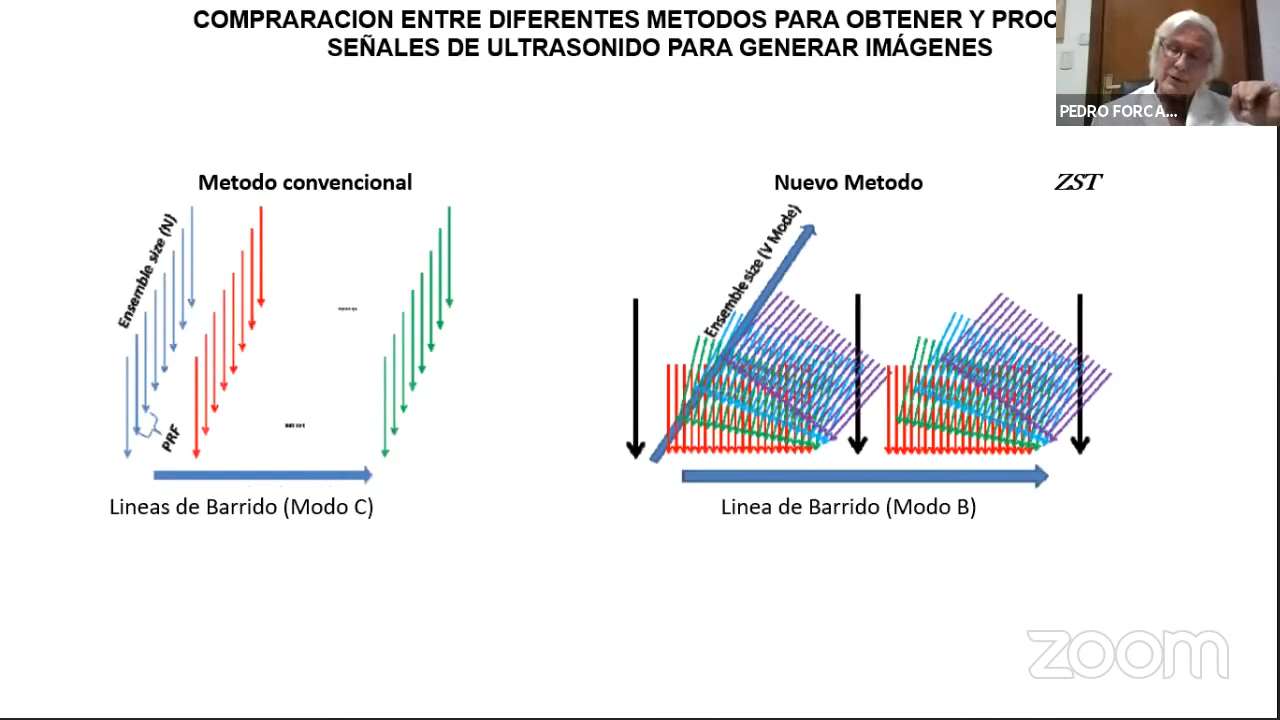 COMPRARACION ENTRE DIFERENTES METODOS PARA OBTENER Y PROC
SEÑALES DE ULTRASONIDO PARA GENERAR IMÁGENES
PEDRO FORCA...
Metodo convencional
Nuevo Metodo
ZST
Ensemble size (N)
PRF
Lineas de Barrido (Modo C)
Ensemble size (V Mode)
Linea de Barrido (Modo B)
zoom